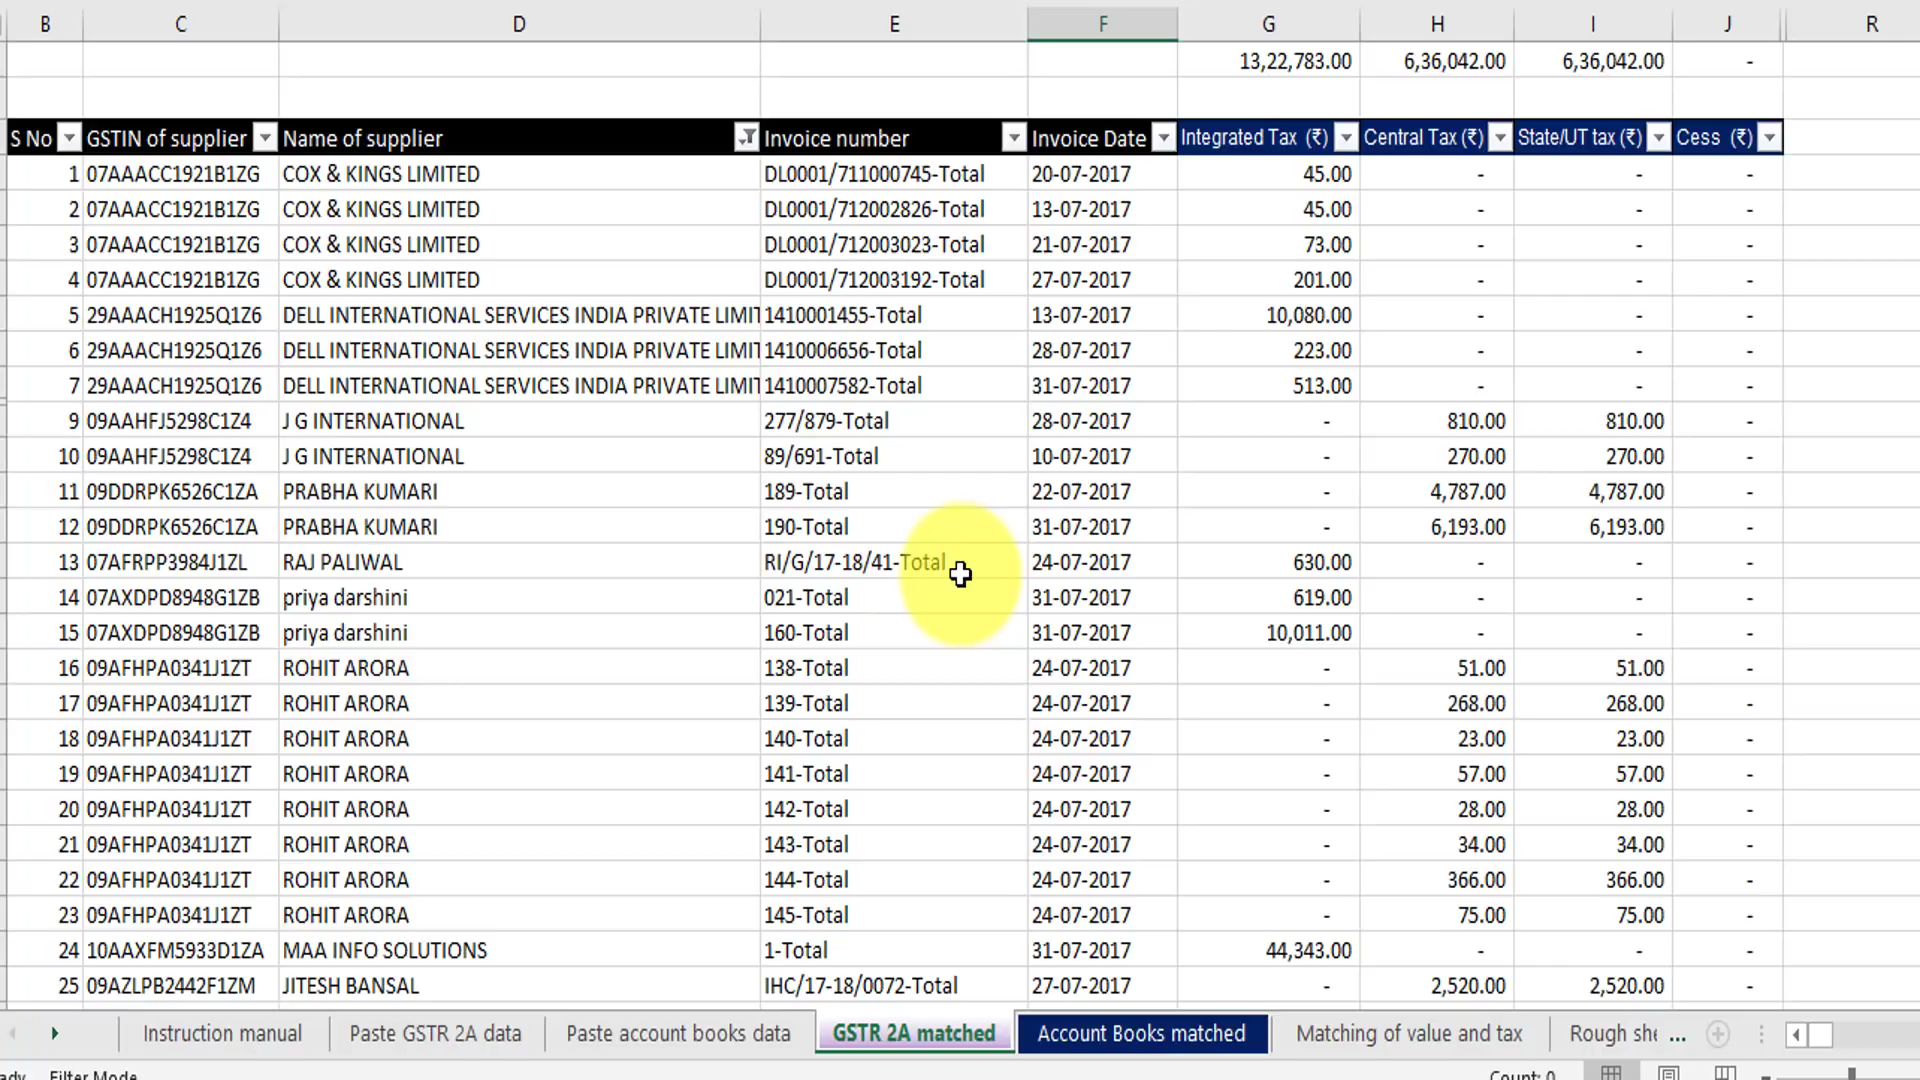 B C D E F G H I J R
13,22,783.00 6,36,042.00 6,36,042.00 -
S No GSTIN of supplier Name of supplier Invoice number Invoice Date Integrated Tax (₹) Central Tax (₹) State/UT tax (₹) Cess (₹)
1 07AAACC1921B1ZG COX & KINGS LIMITED DL0001/711000745-Total 20-07-2017 45.00 - - -
2 07AAACC1921B1ZG COX & KINGS LIMITED DL0001/712002826-Total 13-07-2017 45.00 - - -
3 07AAACC1921B1ZG COX & KINGS LIMITED DL0001/712003023-Total 21-07-2017 73.00 - - -
4 07AAACC1921B1ZG COX & KINGS LIMITED DL0001/712003192-Total 27-07-2017 201.00 - - -
5 29AAACH1925Q1Z6 DELL INTERNATIONAL SERVICES INDIA PRIVATE LIMIT 1410001455-Total 13-07-2017 10,080.00 - - -
6 29AAACH1925Q1Z6 DELL INTERNATIONAL SERVICES INDIA PRIVATE LIMIT 1410006656-Total 28-07-2017 223.00 - - -
7 29AAACH1925Q1Z6 DELL INTERNATIONAL SERVICES INDIA PRIVATE LIMIT 1410007582-Total 31-07-2017 513.00 - - -
9 09AAHFJ5298C1Z4 J G INTERNATIONAL 277/879-Total 28-07-2017 - 810.00 810.00 -
10 09AAHFJ5298C1Z4 J G INTERNATIONAL 89/691-Total 10-07-2017 - 270.00 270.00 -
11 09DDRPK6526C1ZA PRABHA KUMARI 189-Total 22-07-2017 - 4,787.00 4,787.00 -
12 09DDRPK6526C1ZA PRABHA KUMARI 190-Total 31-07-2017 - 6,193.00 6,193.00 -
13 07AFRPP3984J1ZL RAJ PALIWAL RI/G/17-18/41-Total 24-07-2017 630.00 - - -
14 07AXDPD8948G1ZB priya darshini 021-Total 31-07-2017 619.00 - - -
15 07AXDPD8948G1ZB priya darshini 160-Total 31-07-2017 10,011.00 - - -
16 09AFHPA0341J1ZT ROHIT ARORA 138-Total 24-07-2017 - 51.00 51.00 -
17 09AFHPA0341J1ZT ROHIT ARORA 139-Total 24-07-2017 - 268.00 268.00 -
18 09AFHPA0341J1ZT ROHIT ARORA 140-Total 24-07-2017 - 23.00 23.00 -
19 09AFHPA0341J1ZT ROHIT ARORA 141-Total 24-07-2017 - 57.00 57.00 -
20 09AFHPA0341J1ZT ROHIT ARORA 142-Total 24-07-2017 - 28.00 28.00 -
21 09AFHPA0341J1ZT ROHIT ARORA 143-Total 24-07-2017 - 34.00 34.00 -
22 09AFHPA0341J1ZT ROHIT ARORA 144-Total 24-07-2017 - 366.00 366.00 -
23 09AFHPA0341J1ZT ROHIT ARORA 145-Total 24-07-2017 - 75.00 75.00 -
24 10AAXFM5933D1ZA MAA INFO SOLUTIONS 1-Total 31-07-2017 44,343.00 - - -
25 09AZLPB2442F1ZM JITESH BANSAL IHC/17-18/0072-Total 27-07-2017 - 2,520.00 2,520.00 -
Instruction manual Paste GSTR 2A data Paste account books data GSTR 2A matched Account Books matched Matching of value and tax Rough she ...
ady Filter Mode Count: 0